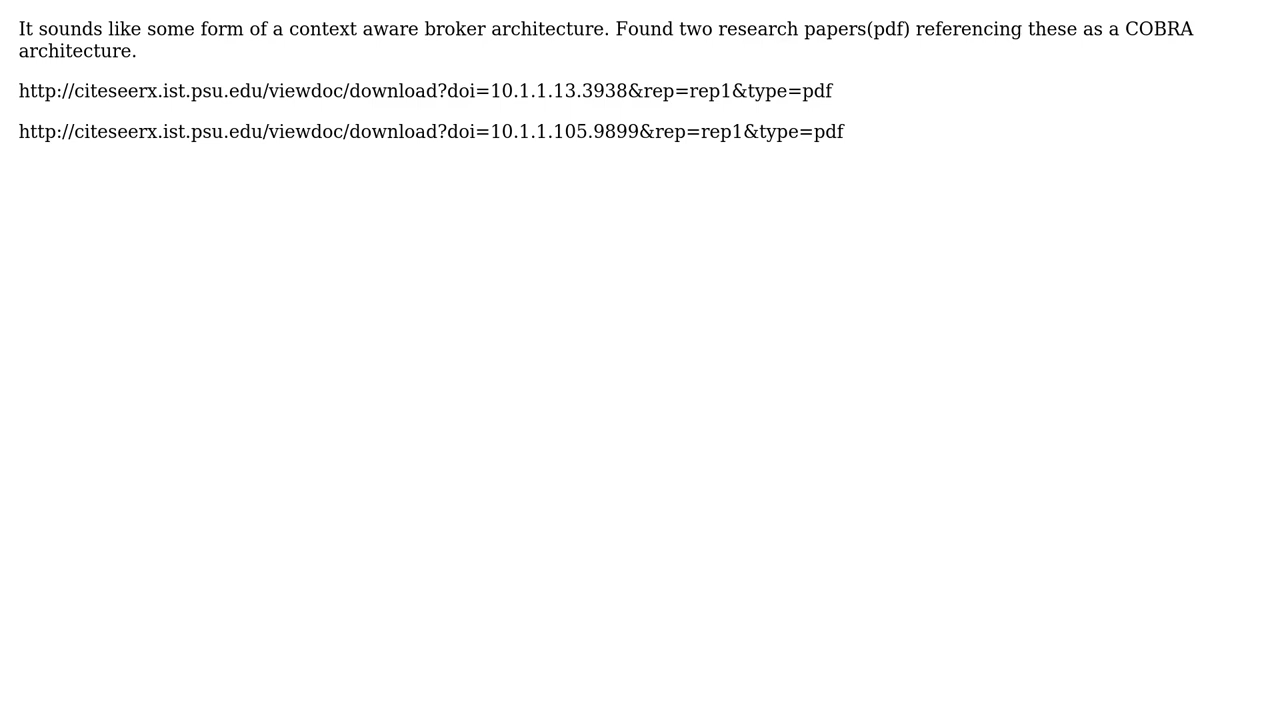 It sounds like some form of a context aware broker architecture. Found two research papers(pdf) referencing these as a COBRA
architecture.
http://citeseerx.ist.psu.edu/viewdoc/download?doi=10.1.1.13.3938&rep=rep1&type=pdf
http://citeseerx.ist.psu.edu/viewdoc/download?doi=10.1.1.105.9899&rep=rep1&type=pdf